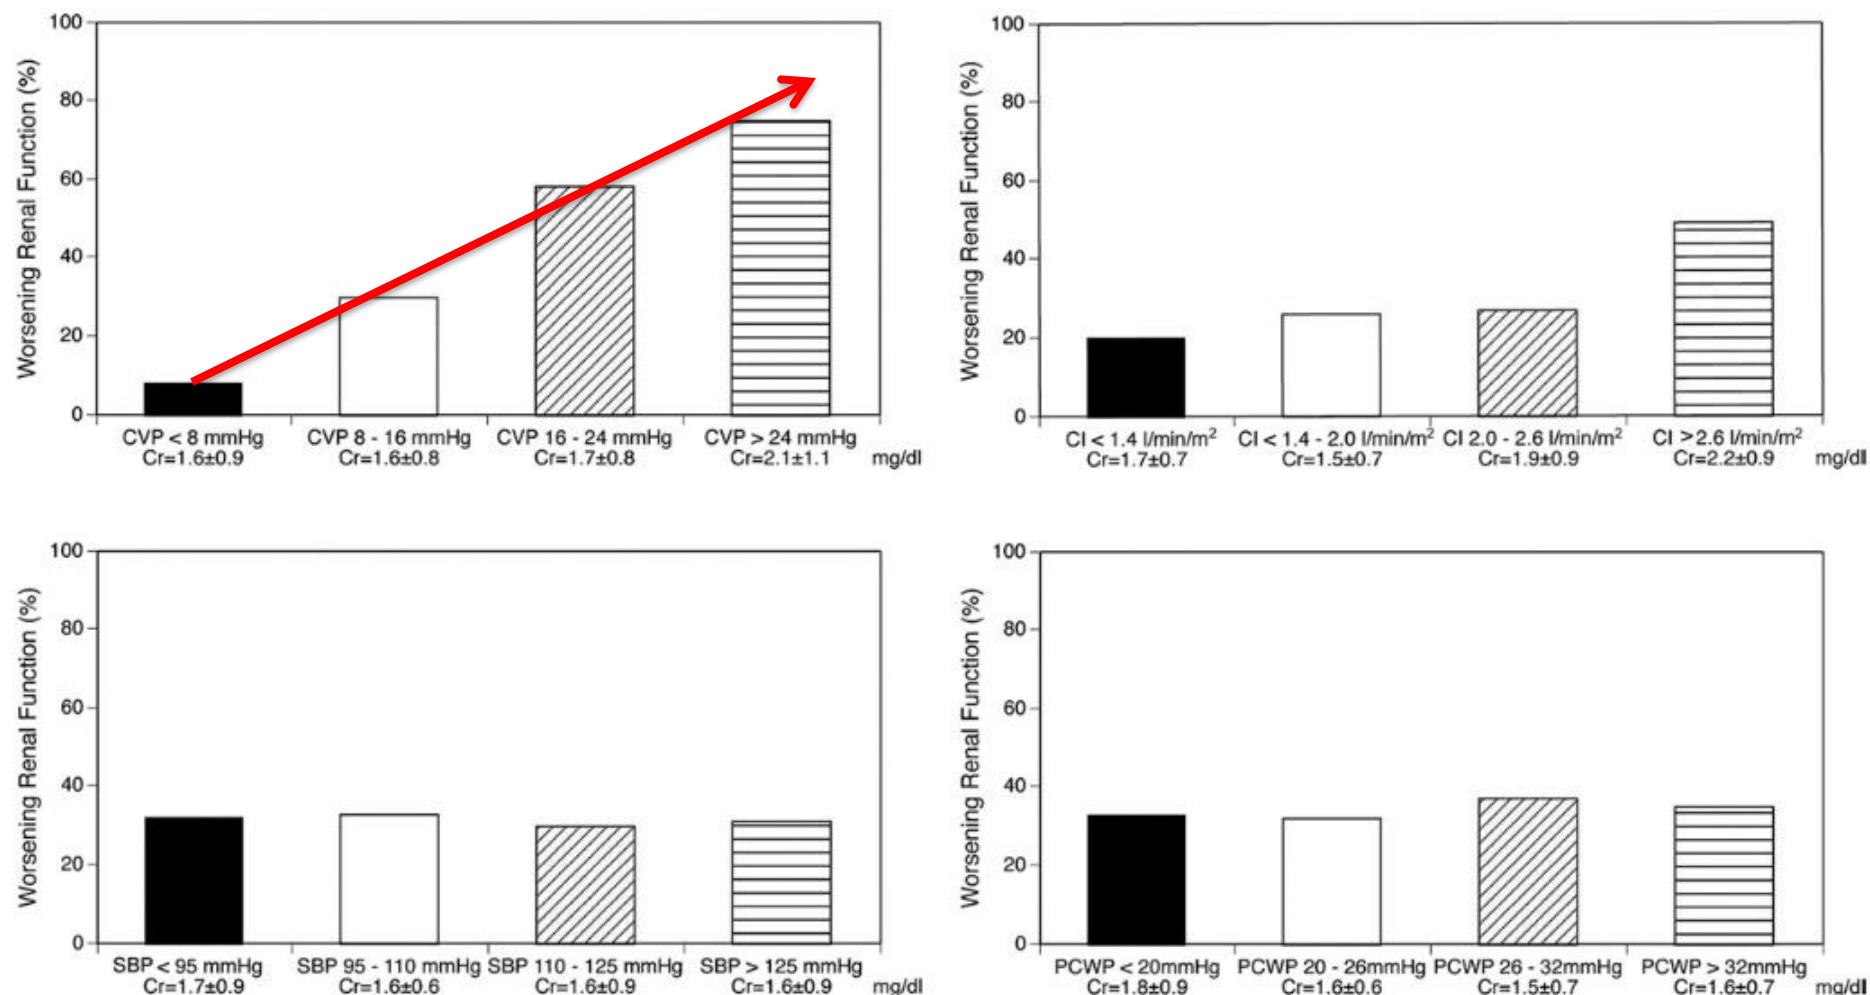 Worsening Renal Function (%)
100
80
60
40
20
0
CVP < 8 mmHg CVP 8 - 16 mmHg CVP 16 - 24 mmHg CVP > 24 mmHg
Cr=1.6±0.9 Cr=1.6±0.8 Cr=1.7±0.8 Cr=2.1±1.1 mg/dl
Worsening Renal Function (%)
100
80
60
40
20
0
CI < 1.4 l/min/m² CI < 1.4 - 2.0 l/min/m² CI 2.0 - 2.6 l/min/m² CI > 2.6 l/min/m²
Cr=1.7±0.7 Cr=1.5±0.7 Cr=1.9±0.9 Cr=2.2±0.9 mg/dl
Worsening Renal Function (%)
100
80
60
40
20
0
SBP < 95 mmHg SBP 95 - 110 mmHg SBP 110 - 125 mmHg SBP > 125 mmHg
Cr=1.7±0.9 Cr=1.6±0.6 Cr=1.6±0.9 Cr=1.6±0.9 mg/dl
Worsening Renal Function (%)
100
80
60
40
20
0
PCWP < 20mmHg PCWP 20 - 26mmHg PCWP 26 - 32mmHg PCWP > 32mmHg
Cr=1.8±0.9 Cr=1.6±0.6 Cr=1.5±0.7 Cr=1.6±0.7 mg/dl